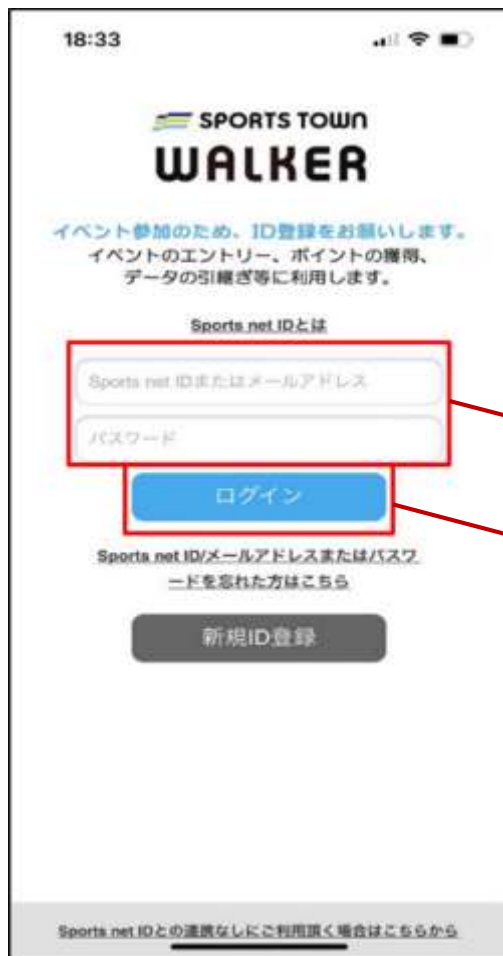 18:33
SPORTS TOWN
WALKER
イベント参加のため、ID登録をお願いします。
イベントのエントリー、ポイントの獲得、
データの引継ぎ等に利用します。
Sports net IDとは
Sports net IDまたはメールアドレス
パスワード
ログイン
Sports net ID/メールアドレスまたはパスワ
ードを忘れた方はこちら
新規ID登録
Sports net IDとの連携なしにご利用頂く場合はこちらから